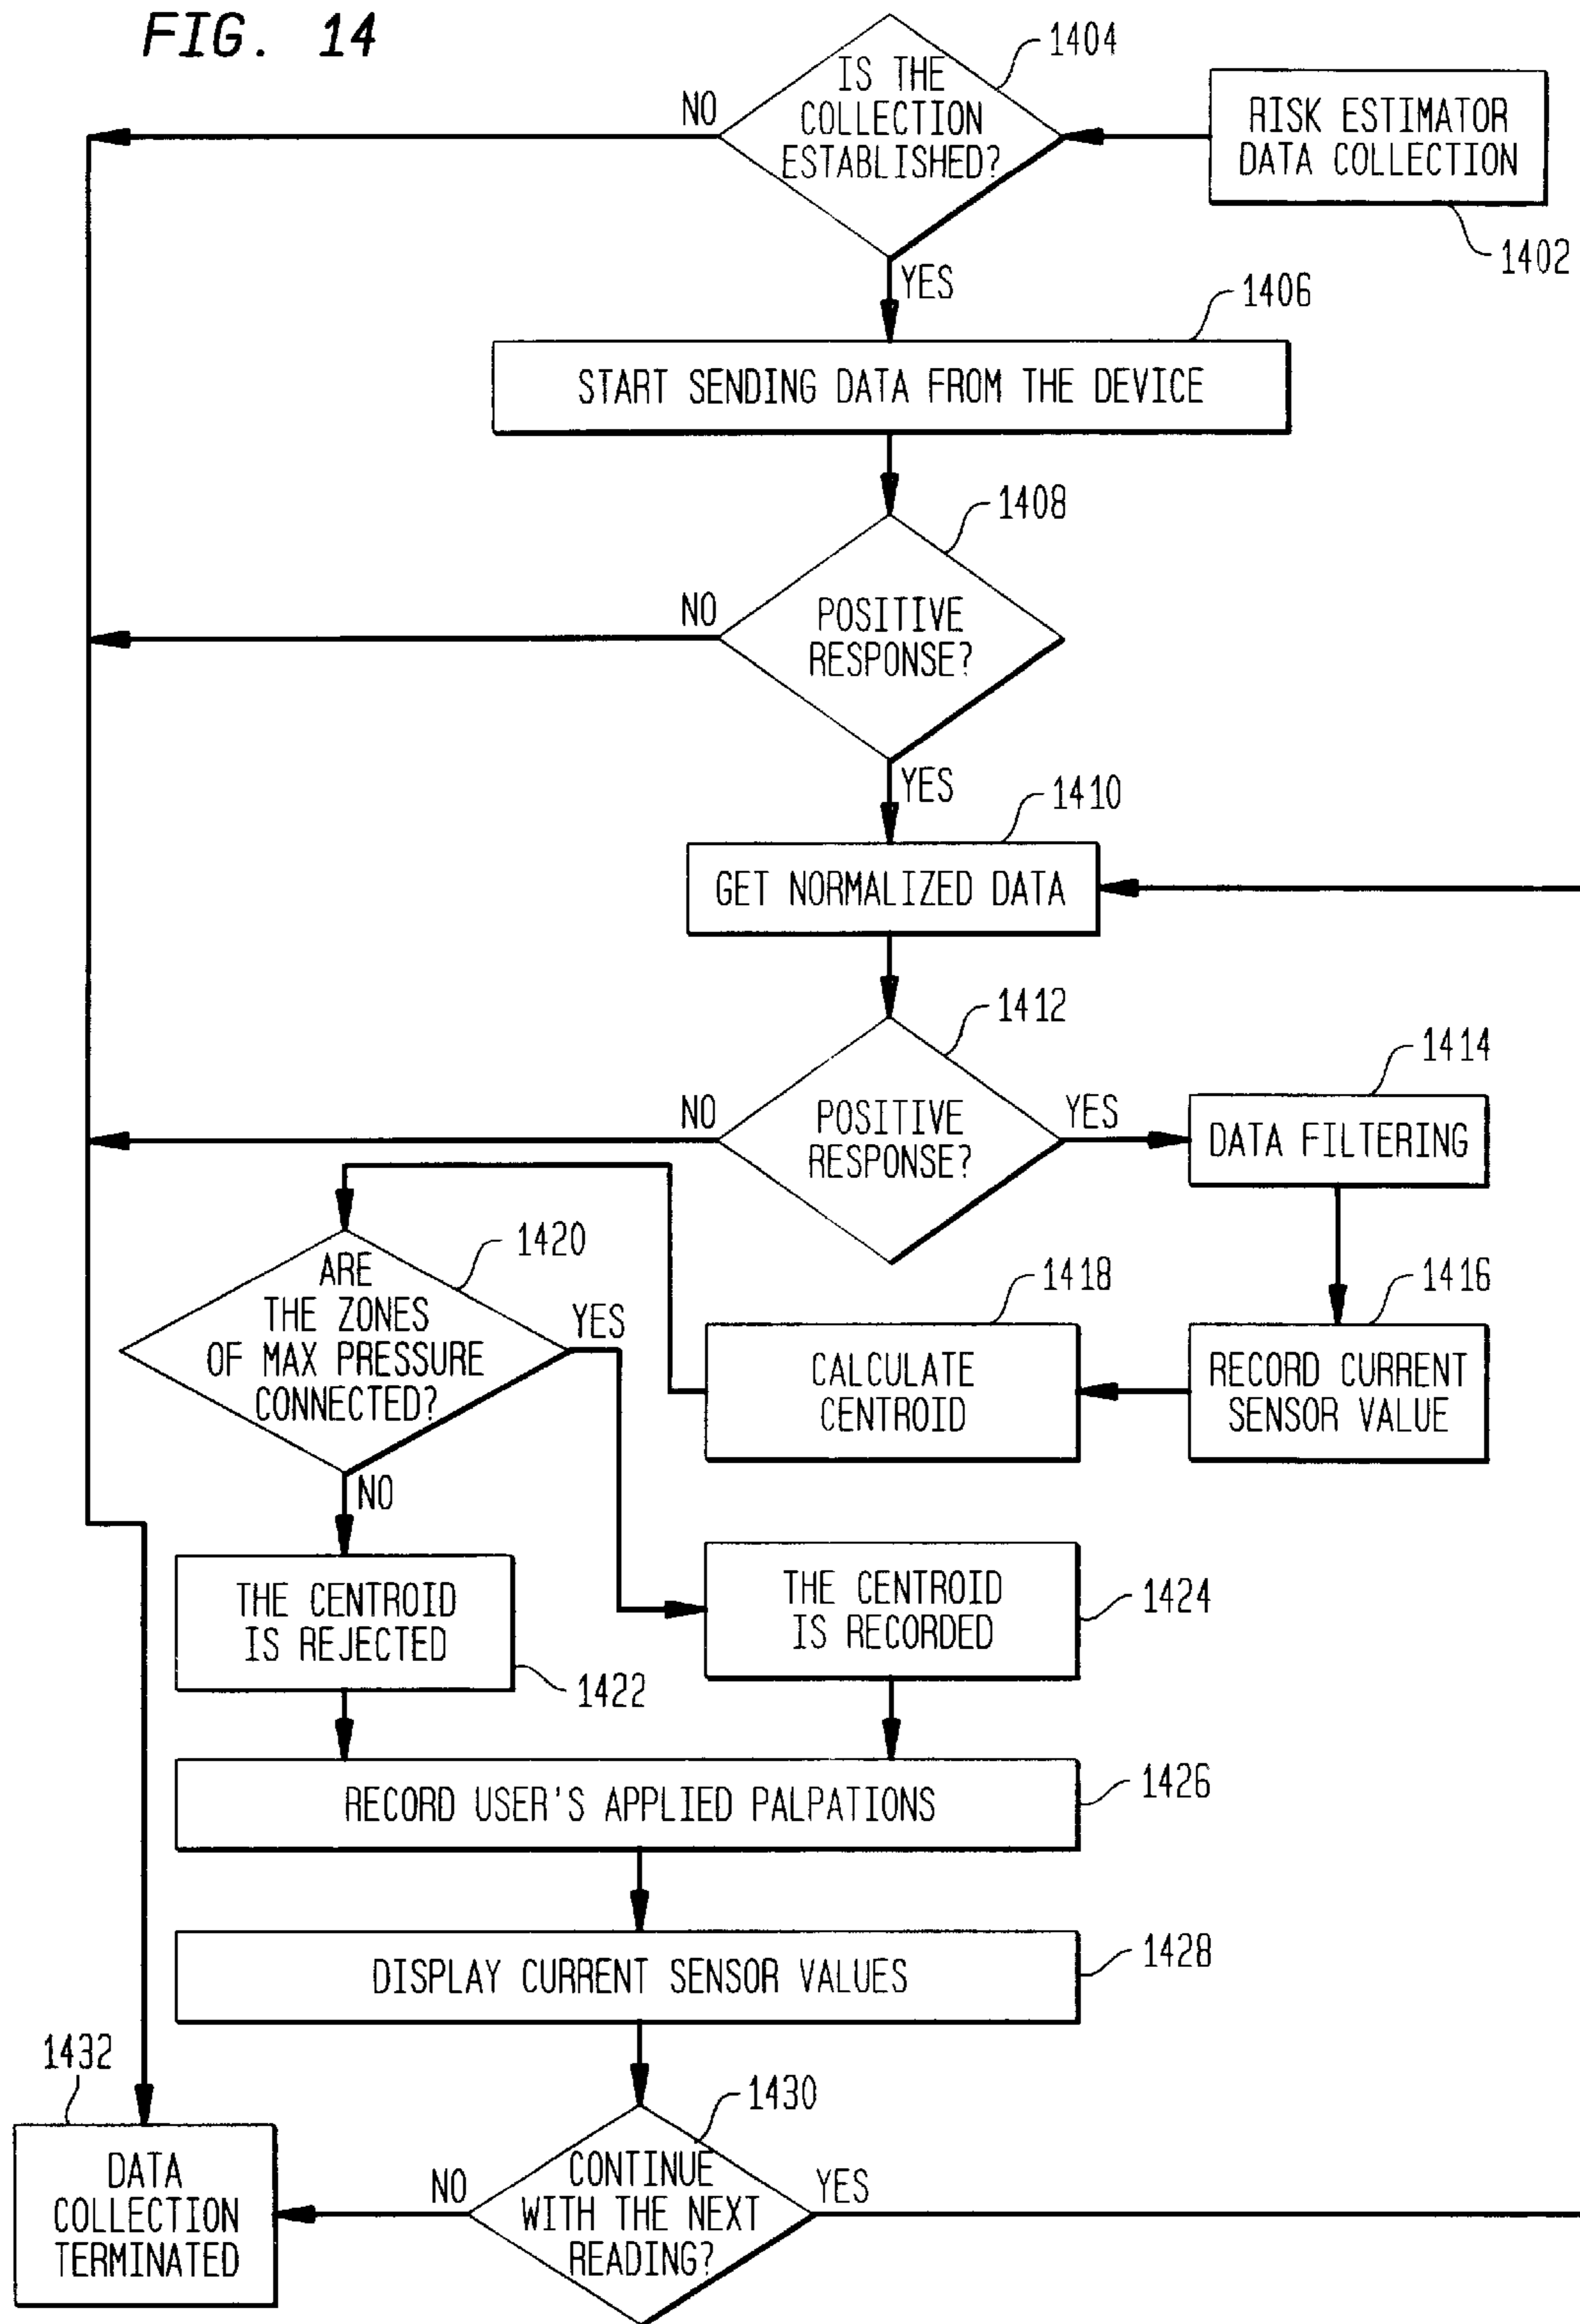 FIG. 14
1404
IS THE
COLLECTION
ESTABLISHED?
NO
RISK ESTIMATOR
DATA COLLECTION
1402
YES
1406
START SENDING DATA FROM THE DEVICE
1408
NO
POSITIVE
RESPONSE?
YES
1410
GET NORMALIZED DATA
1412
NO
POSITIVE
RESPONSE?
YES
1414
DATA FILTERING
1420
ARE
THE ZONES
OF MAX PRESSURE
CONNECTED?
YES
1418
CALCULATE
CENTROID
1416
RECORD CURRENT
SENSOR VALUE
NO
THE CENTROID
IS REJECTED
1422
THE CENTROID
IS RECORDED
1424
RECORD USER'S APPLIED PALPATIONS
1426
DISPLAY CURRENT SENSOR VALUES
1428
1432
DATA
COLLECTION
TERMINATED
NO
1430
CONTINUE
WITH THE NEXT
READING?
YES